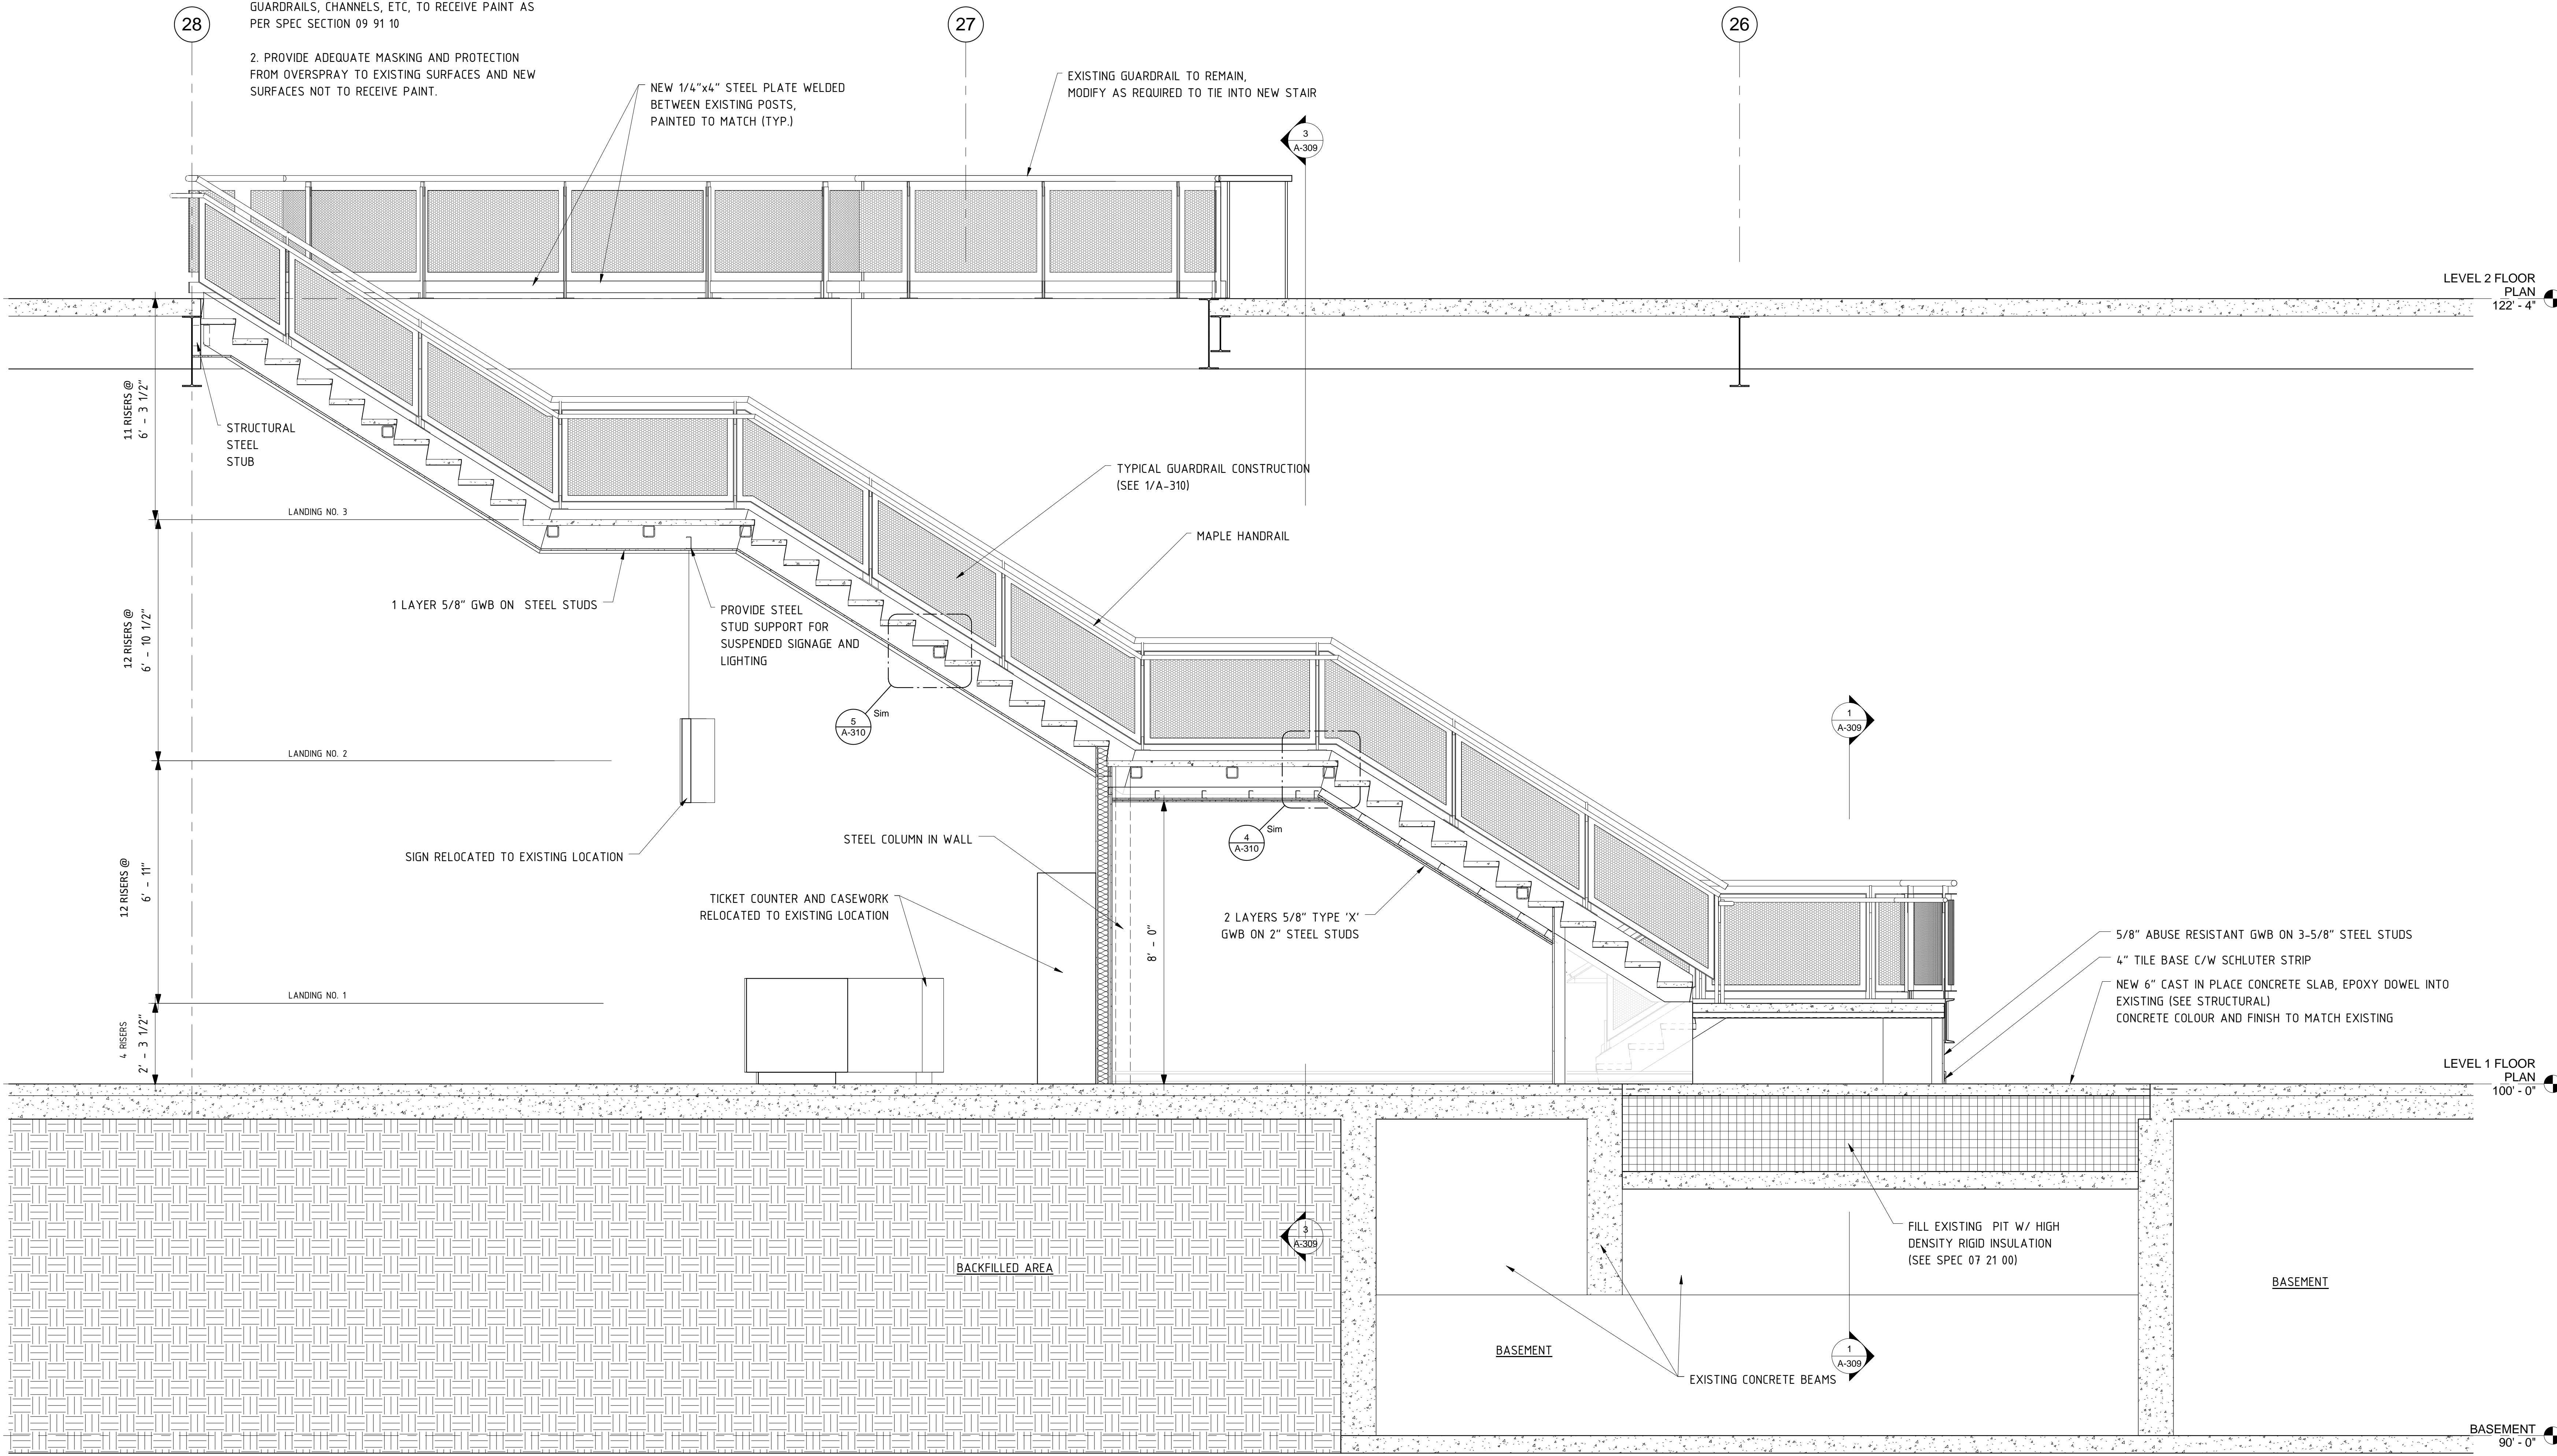 28
27
26
GUARDRAILS, CHANNELS, ETC, TO RECEIVE PAINT AS
PER SPEC SECTION 09 91 10
2. PROVIDE ADEQUATE MASKING AND PROTECTION
FROM OVERSPRAY TO EXISTING SURFACES AND NEW
SURFACES NOT TO RECEIVE PAINT.
NEW 1/4"x4" STEEL PLATE WELDED
BETWEEN EXISTING POSTS,
PAINTED TO MATCH (TYP.)
EXISTING GUARDRAIL TO REMAIN,
MODIFY AS REQUIRED TO TIE INTO NEW STAIR
3
A-309
LEVEL 2 FLOOR
PLAN
122' - 4"
11 RISERS @
6' - 3 1/2"
STRUCTURAL
STEEL
STUB
TYPICAL GUARDRAIL CONSTRUCTION
(SEE 1/A-310)
LANDING NO. 3
MAPLE HANDRAIL
1 LAYER 5/8" GWB ON STEEL STUDS
PROVIDE STEEL
STUD SUPPORT FOR
SUSPENDED SIGNAGE AND
LIGHTING
12 RISERS @
6' - 10 1/2"
5
A-310
Sim
1
A-309
LANDING NO. 2
4
A-310
Sim
STEEL COLUMN IN WALL
SIGN RELOCATED TO EXISTING LOCATION
12 RISERS @
6' - 11"
TICKET COUNTER AND CASEWORK
RELOCATED TO EXISTING LOCATION
2 LAYERS 5/8" TYPE 'X'
GWB ON 2" STEEL STUDS
8' - 0"
5/8" ABUSE RESISTANT GWB ON 3-5/8" STEEL STUDS
4" TILE BASE C/W SCHLUTER STRIP
NEW 6" CAST IN PLACE CONCRETE SLAB, EPOXY DOWEL INTO
EXISTING (SEE STRUCTURAL)
CONCRETE COLOUR AND FINISH TO MATCH EXISTING
LANDING NO. 1
4 RISERS
2' - 3 1/2"
LEVEL 1 FLOOR
PLAN
100' - 0"
3
A-309
BACKFILLED AREA
FILL EXISTING PIT W/ HIGH
DENSITY RIGID INSULATION
(SEE SPEC 07 21 00)
BASEMENT
BASEMENT
1
A-309
EXISTING CONCRETE BEAMS
BASEMENT
90' - 0"